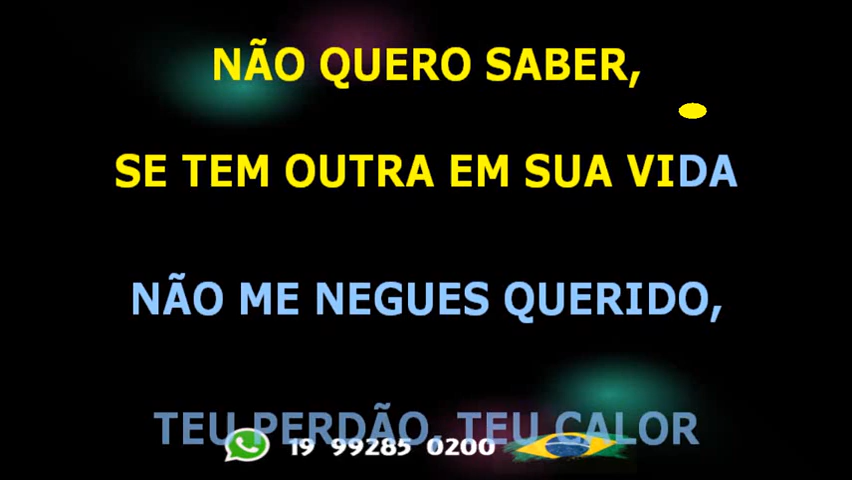 NÃO QUERO SABER,
SE TEM OUTRA EM SUA VIDA
NÃO ME NEGUES QUERIDO,
TEU PERDÃO, TEU CALOR
19 99285 0200